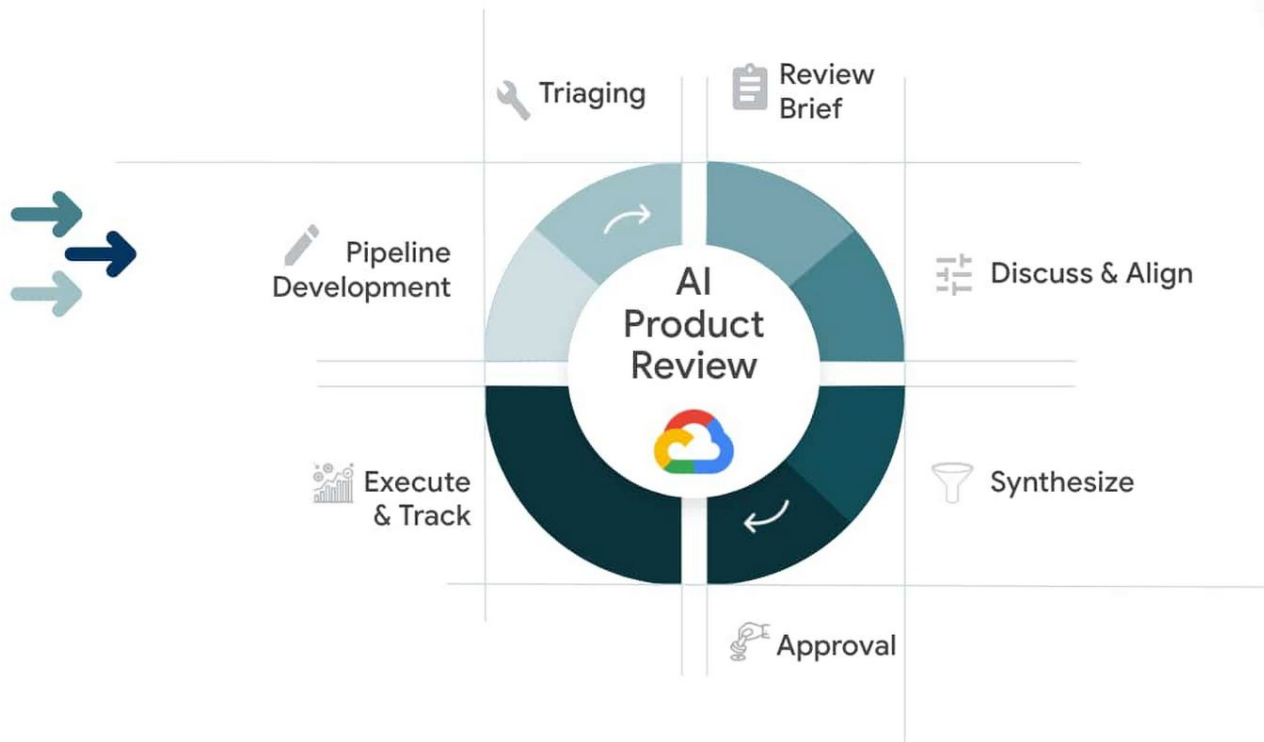 Triaging
Review
Brief
Pipeline
Development
Discuss & Align
AI
Product
Review
Execute
& Track
Synthesize
Approval